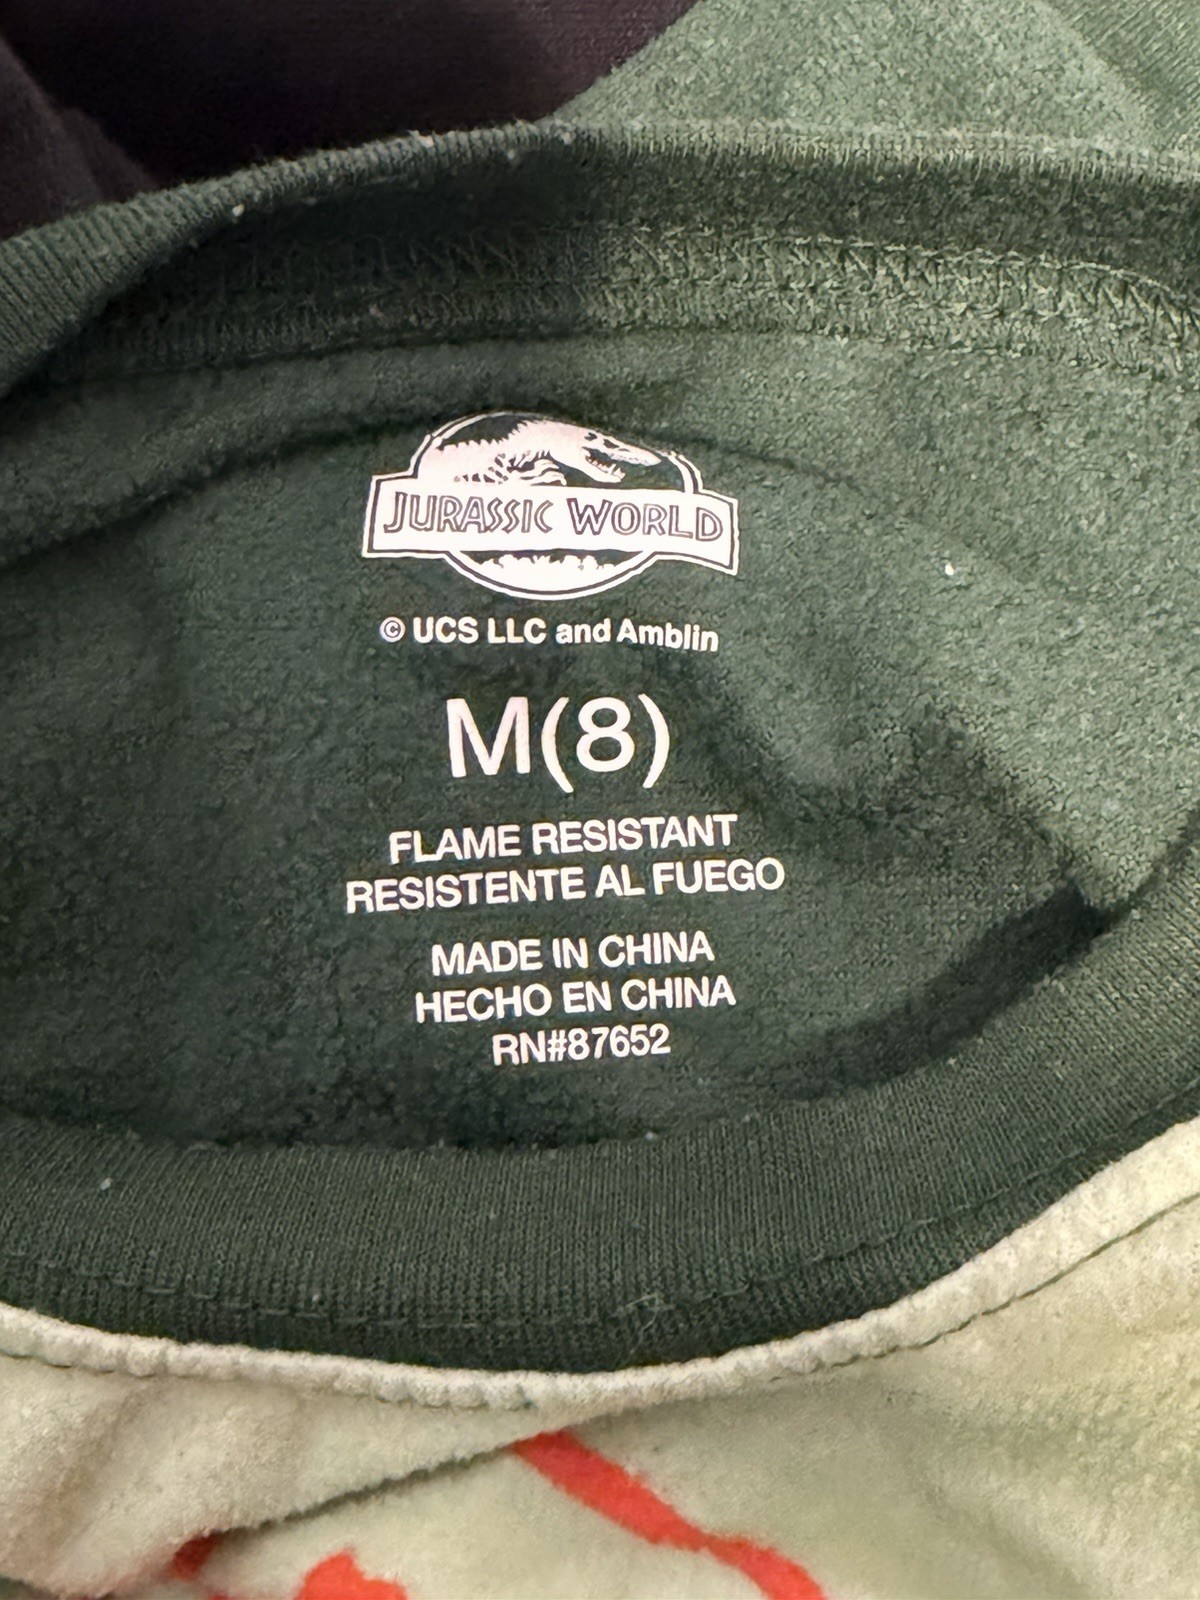 JURASSIC WORLD
© UCS LLC and Amblin
M(8)
FLAME RESISTANT
RESISTENTE AL FUEGO
MADE IN CHINA
HECHO EN CHINA
RN#87652